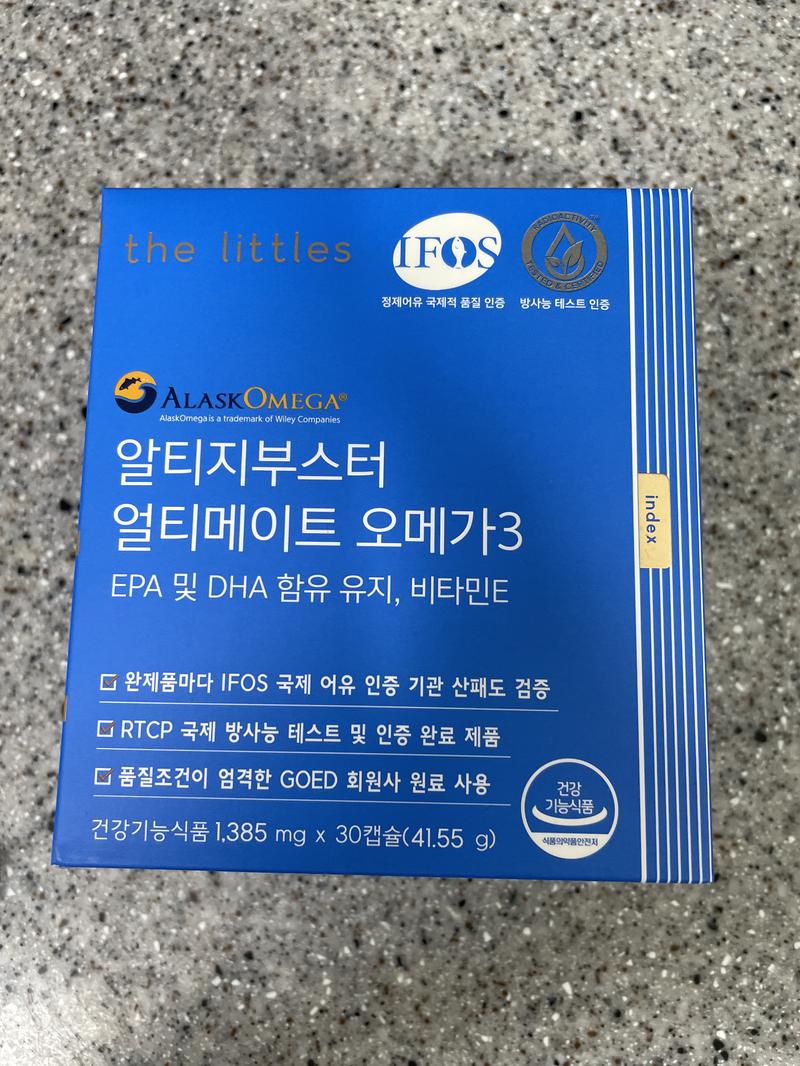 the littles
IFOS
정제어유 국제적 품질 인증
RADIOACTIVITY
TESTED & CERTIFIED
방사능 테스트 인증
ALASKOMEGA®
AlaskOmega is a trademark of Wiley Companies
알티지부스터
얼티메이트 오메가3
EPA 및 DHA 함유 유지, 비타민E
index
완제품마다 IFOS 국제 어유 인증 기관 산패도 검증
RTCP 국제 방사능 테스트 및 인증 완료 제품
품질조건이 엄격한 GOED 회원사 원료 사용
건강기능식품 1,385 mg x 30캡슐(41.55 g)
건강
기능식품
식품의약품안전처